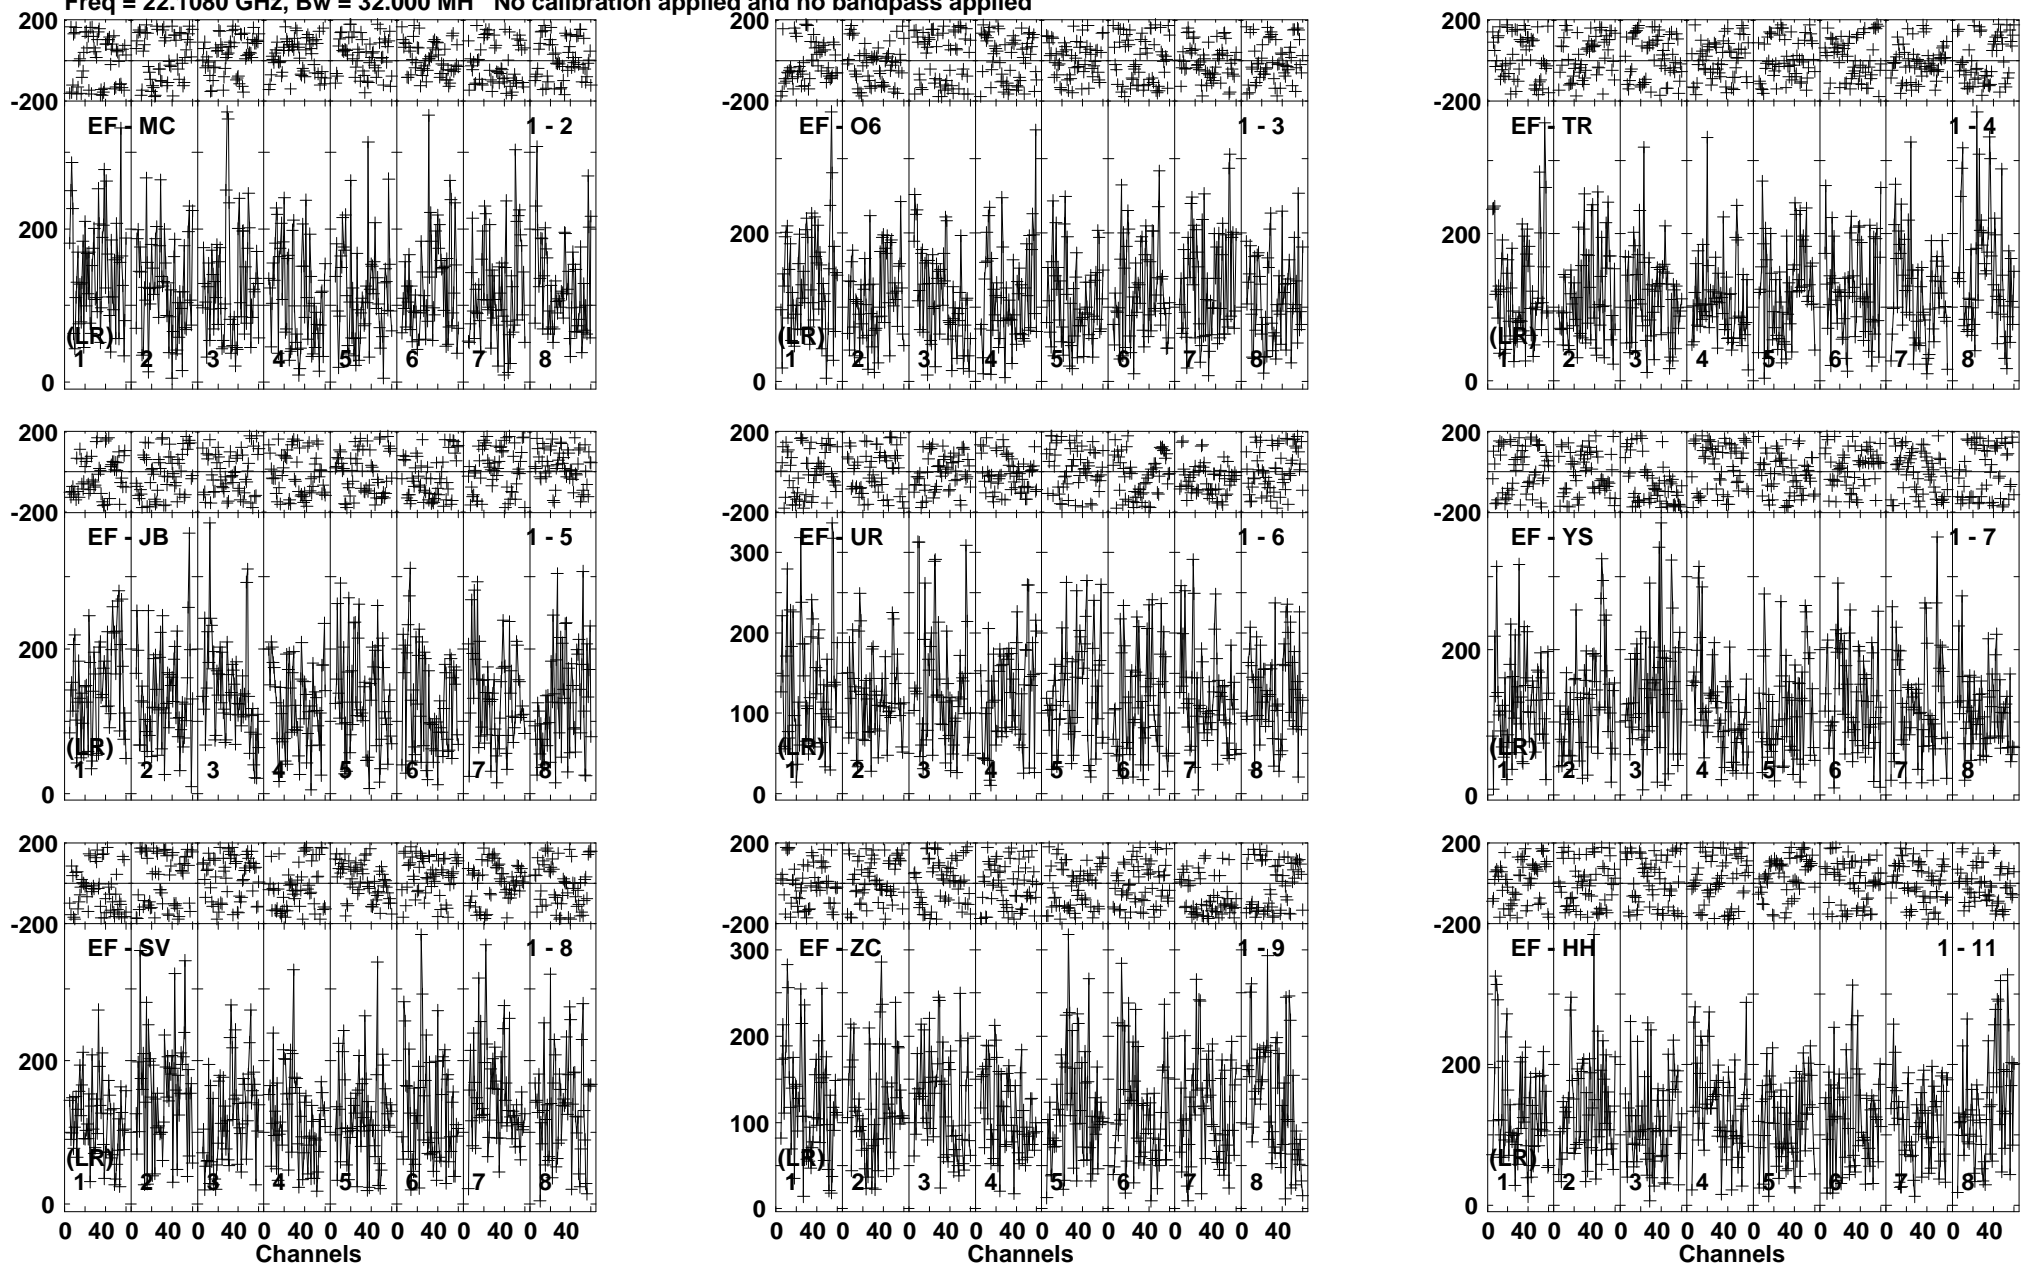 Freq = 22.1080 GHz, Bw = 32.000 MH No calibration applied and no bandpass applied
200 200 200
-200 -200 -200
EF - MC 1 - 2 EF - O6 1 - 3 EF - TR 1 - 4
200 200 200
(LR) (LR) (LR)
1 2 3 4 5 6 7 8 1 2 3 4 5 6 7 8 1 2 3 4 5 6 7 8
0 0 0
200 200 200
-200 -200 -200
EF - JB 1 - 5 EF - UR 1 - 6 EF - YS 1 - 7
300
200 200 200
100
(LR) (LR) (LR)
1 2 3 4 5 6 7 8 1 2 3 4 5 6 7 8 1 2 3 4 5 6 7 8
0 0 0
200 200 200
-200 -200 -200
EF - SV 1 - 8 EF - ZC 1 - 9 EF - HH 1 - 11
300
200 200 200
100
(LR) (LR) (LR)
1 2 3 4 5 6 7 8 1 2 3 4 5 6 7 8 1 2 3 4 5 6 7 8
0 0 0
0 40 0 40 0 40 0 40 0 40 0 40 0 40 0 40 0 40 0 40 0 40 0 40 0 40 0 40 0 40 0 40 0 40 0 40 0 40 0 40 0 40 0 40 0 40 0 40
Channels Channels Channels